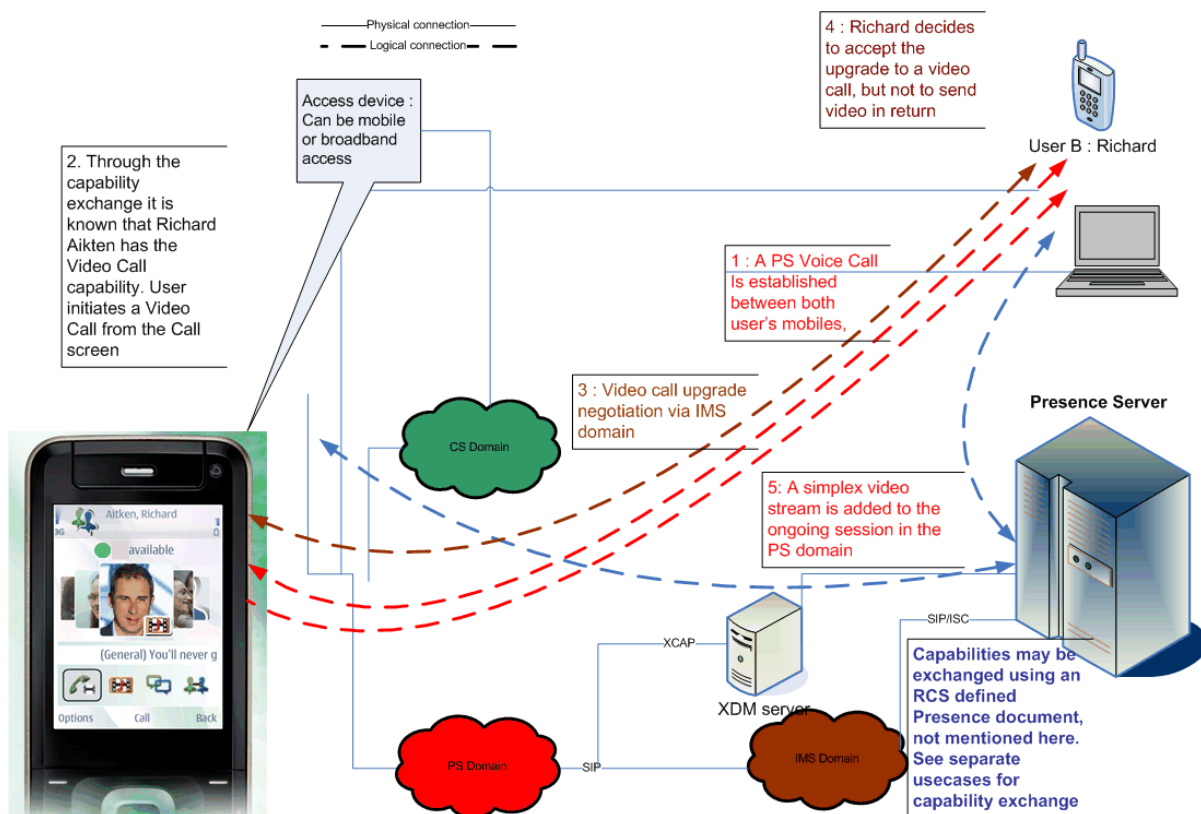 Physical connection
Logical connection
4 : Richard decides
to accept the
upgrade to a video
call, but not to send
video in return
User B : Richard
Access device :
Can be mobile
or broadband
access
2. Through the
capability
exchange it is
known that Richard
Aikten has the
Video Call
capability. User
initiates a Video
Call from the Call
screen
1 : A PS Voice Call
Is established
between both
user's mobiles,
3 : Video call upgrade
negotiation via IMS
domain
CS Domain
Presence Server
5: A simplex video
stream is added to the
ongoing session in the
PS domain
3G
Aitken, Richard
available
(General) You'll never g
Options Call Back
XCAP
SIP/ISC
XDM server
PS Domain
SIP
IMS Domain
Capabilities may be
exchanged using an
RCS defined
Presence document,
not mentioned here.
See separate
usecases for
capability exchange